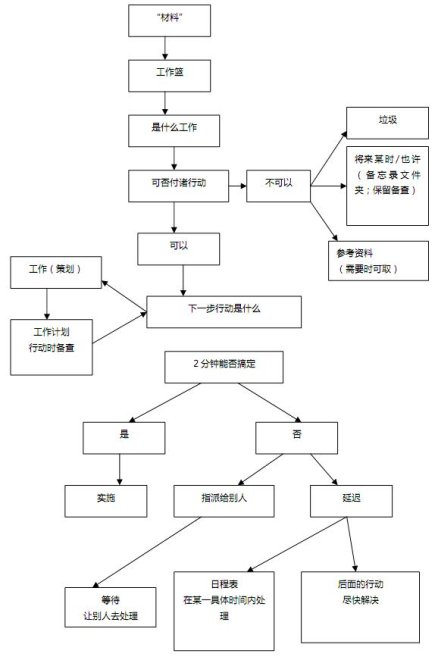 “材料”
工作篮
是什么工作
可否付诸行动
不可以
垃圾
将来某时/也许
（备忘录文件
夹；保留备查）
参考资料
（需要时可取）
可以
工作（策划）
下一步行动是什么
工作计划
行动时备查
2分钟能否搞定
是
否
实施
指派给别人
延迟
等待
让别人去处理
日程表
在某一具体时间内处
理
后面的行动
尽快解决